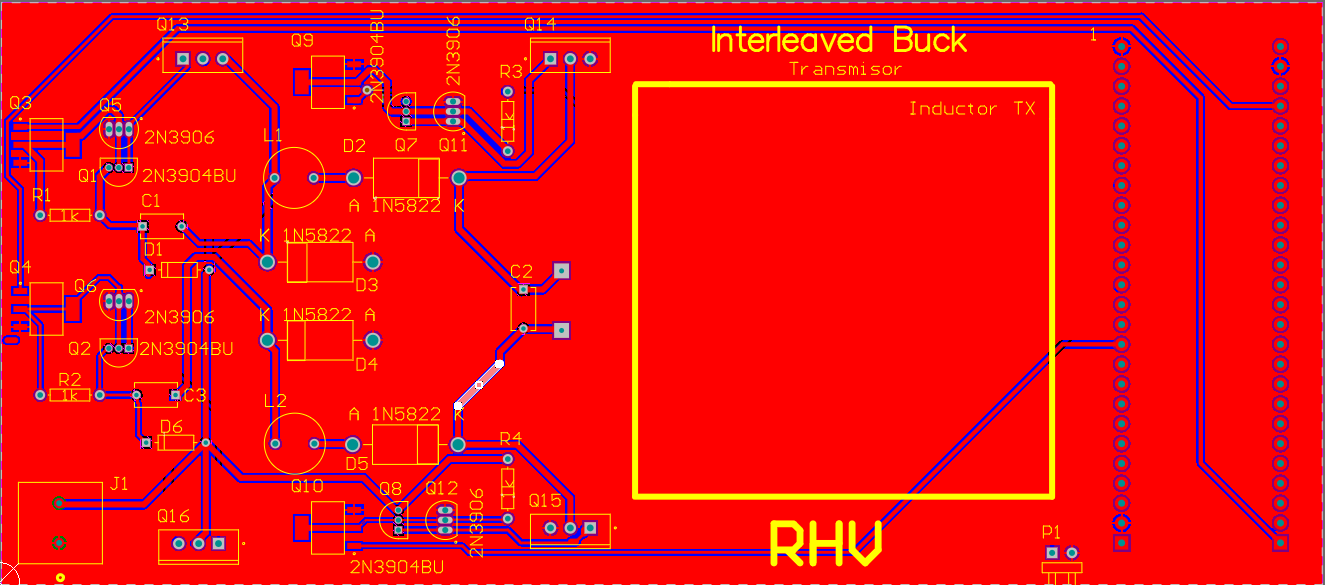 Q13
Q9
2N3904BU
2N3906
Q14
Interleaved Buck
Transmisor
1
R3
1k
Inductor TX
Q3
Q5
2N3906
Q7
Q11
L1
D2
Q1
2N3904BU
R1
1k
C1
A 1N5822 K
K 1N5822 A
D1
D3
Q4
C2
Q6
2N3906
K 1N5822 A
Q2
2N3904BU
D4
R2
1k
C3
L2
A 1N5822 K
D6
D5
R4
1k
J1
Q10
Q8
Q12
2N3906
Q15
Q16
RHV
P1
2N3904BU